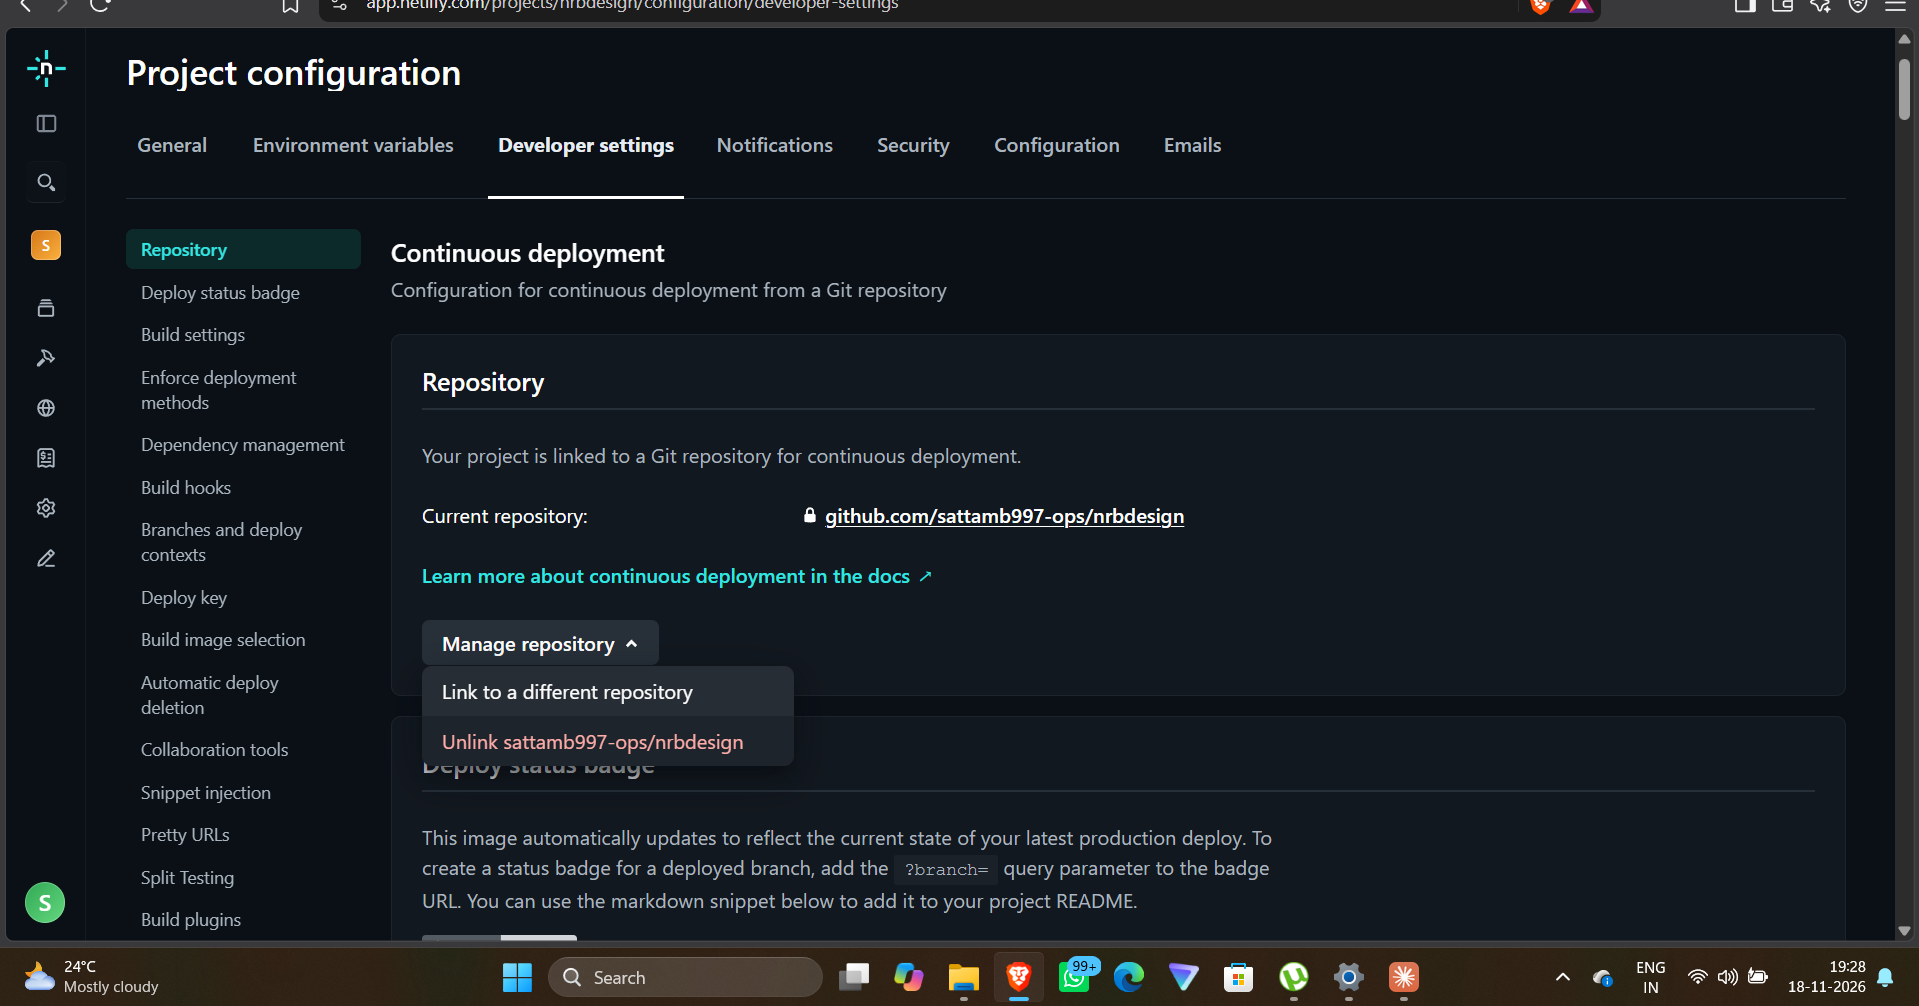 app.netlify.com/projects/nrbdesign/configuration/developer-settings
Project configuration
General
Environment variables
Developer settings
Notifications
Security
Configuration
Emails
S
Repository
Deploy status badge
Build settings
Enforce deployment
methods
Dependency management
Build hooks
Branches and deploy
contexts
Deploy key
Build image selection
Automatic deploy
deletion
Collaboration tools
Snippet injection
Pretty URLs
Split Testing
Build plugins
S
Continuous deployment
Configuration for continuous deployment from a Git repository
Repository
Your project is linked to a Git repository for continuous deployment.
Current repository:
github.com/sattamb997-ops/nrbdesign
Learn more about continuous deployment in the docs ↗
Manage repository
Link to a different repository
Unlink sattamb997-ops/nrbdesign
Deploy status badge
This image automatically updates to reflect the current state of your latest production deploy. To
create a status badge for a deployed branch, add the ?branch= query parameter to the badge
URL. You can use the markdown snippet below to add it to your project README.
24°C
Mostly cloudy
Search
99+
ENG
IN
19:28
18-11-2026